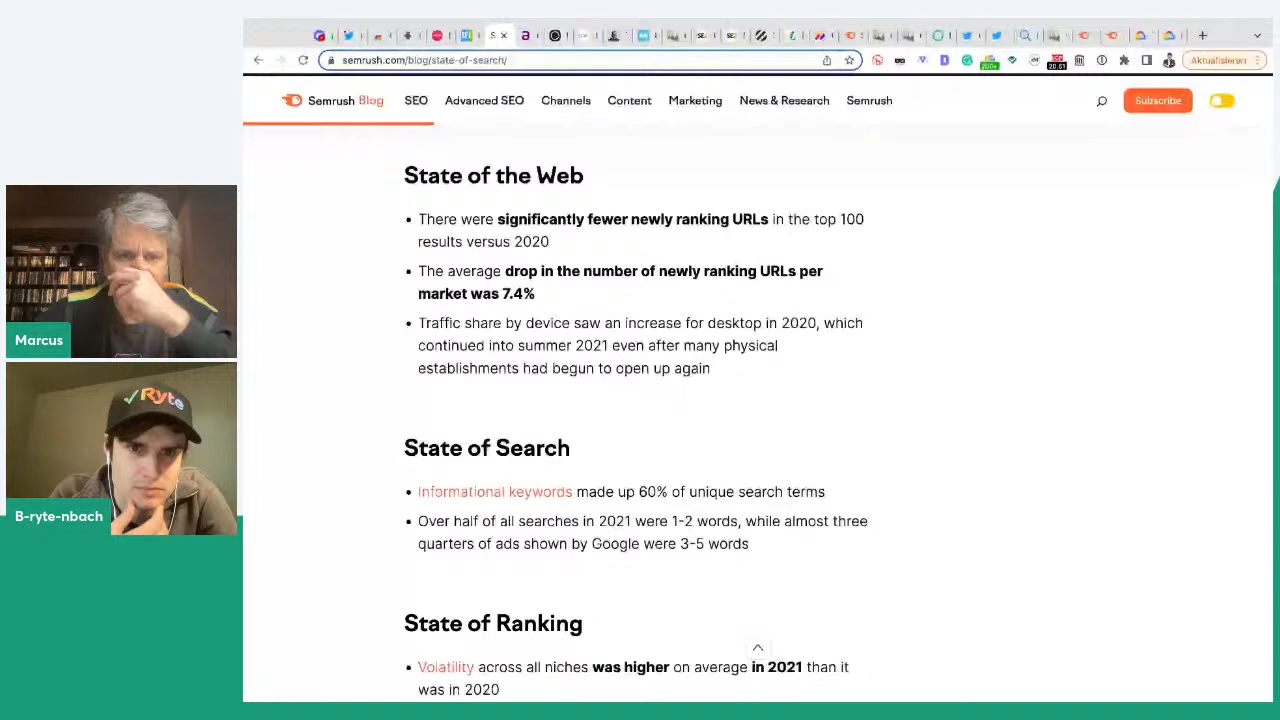 semrush.com/blog/state-of-search/
Aktualisieren
Semrush Blog
SEO
Advanced SEO
Channels
Content
Marketing
News & Research
Semrush
Subscribe
State of the Web
• There were significantly fewer newly ranking URLs in the top 100
results versus 2020
• The average drop in the number of newly ranking URLs per
market was 7.4%
• Traffic share by device saw an increase for desktop in 2020, which
continued into summer 2021 even after many physical
establishments had begun to open up again
State of Search
• Informational keywords made up 60% of unique search terms
• Over half of all searches in 2021 were 1-2 words, while almost three
quarters of ads shown by Google were 3-5 words
State of Ranking
• Volatility across all niches was higher on average in 2021 than it
was in 2020
Marcus
Ryte
B-ryte-nbach